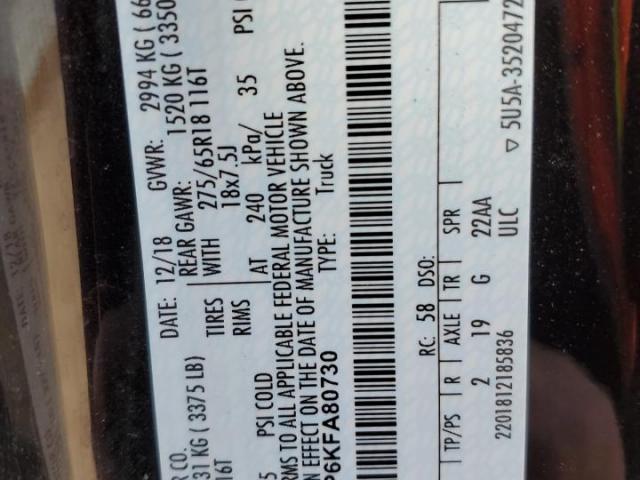 R CO.
DATE: 12/18 GVWR: 2994 KG ( 66
31 KG ( 3375 LB) REAR GAWR: 1520 KG ( 3350
16T TIRES WITH 275/65R18 116T
RIMS 18x7.5J
5 PSI COLD AT 240 kPa/ 35 PSI C
RMS TO ALL APPLICABLE FEDERAL MOTOR VEHICLE
N EFFECT ON THE DATE OF MANUFACTURE SHOWN ABOVE.
P6KFA80730 TYPE: Truck
RC: 58 DSO:
TP/PS R AXLE TR SPR
2 19 G 22AA
2201812185836 ULC ▽ 5U5A-3520472